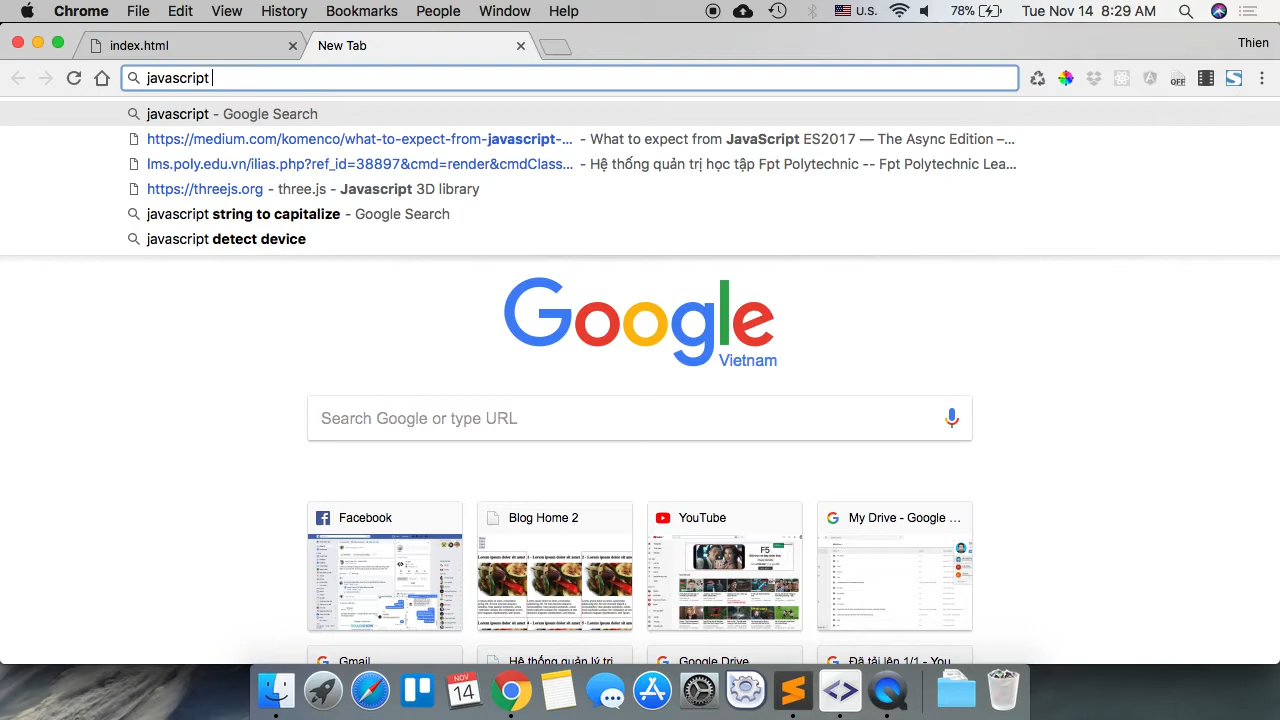 Chrome File Edit View History Bookmarks People Window Help U.S. 78% Tue Nov 14 8:29 AM
index.html New Tab Thien
javascript OFF
javascript - Google Search
https://medium.com/komenco/what-to-expect-from-javascript-... - What to expect from JavaScript ES2017 — The Async Edition –...
lms.poly.edu.vn/ilias.php?ref_id=38897&cmd=render&cmdClass... - Hệ thống quản trị học tập Fpt Polytechnic -- Fpt Polytechnic Lea...
https://threejs.org - three.js - Javascript 3D library
javascript string to capitalize - Google Search
javascript detect device
Google
Vietnam
Search Google or type URL
Facebook Blog Home 2 YouTube My Drive - Google ...
F5
Gmail Hệ thống quản lý tri... Google Drive Đã tải lên 1/1 - You...
NOV
14